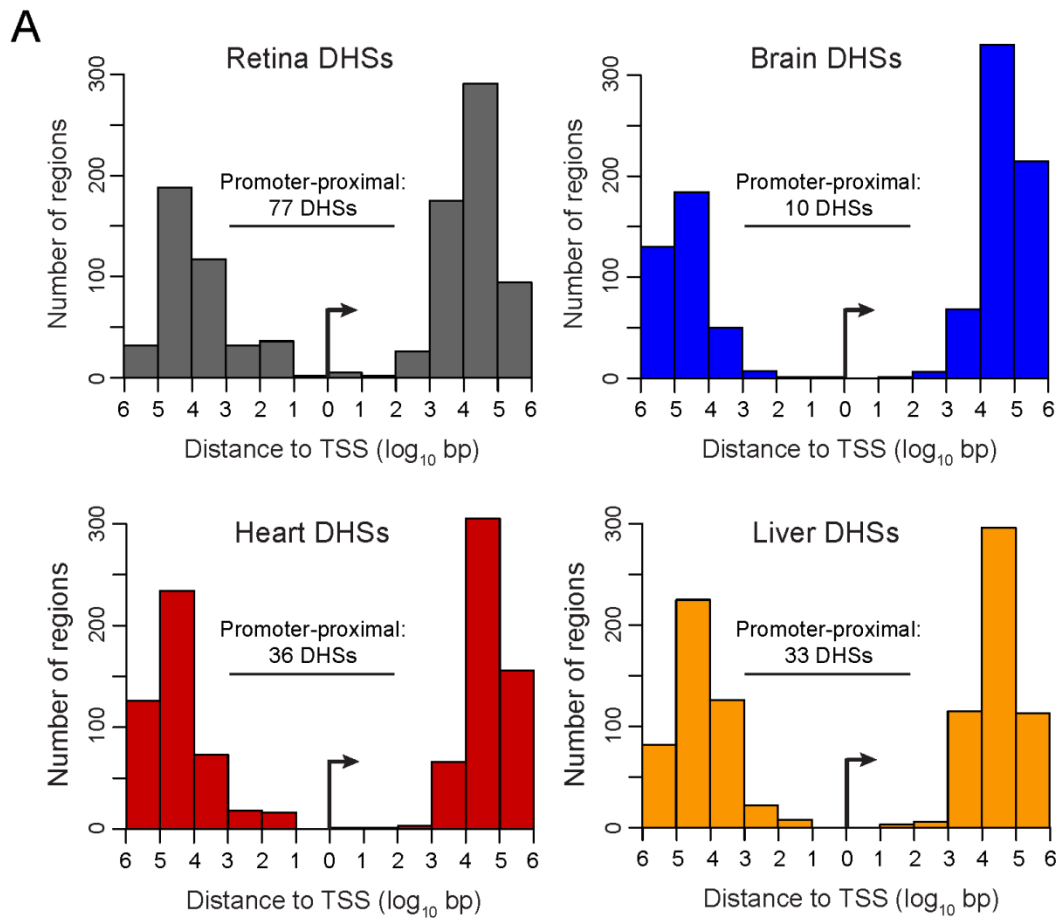 A
Retina DHSs
Number of regions
300
200
100
0
Promoter-proximal:
77 DHSs
6 5 4 3 2 1 0 1 2 3 4 5 6
Distance to TSS (log10 bp)
Brain DHSs
Number of regions
300
200
100
0
Promoter-proximal:
10 DHSs
6 5 4 3 2 1 0 1 2 3 4 5 6
Distance to TSS (log10 bp)
Heart DHSs
Number of regions
300
200
100
0
Promoter-proximal:
36 DHSs
6 5 4 3 2 1 0 1 2 3 4 5 6
Distance to TSS (log10 bp)
Liver DHSs
Number of regions
300
200
100
0
Promoter-proximal:
33 DHSs
6 5 4 3 2 1 0 1 2 3 4 5 6
Distance to TSS (log10 bp)